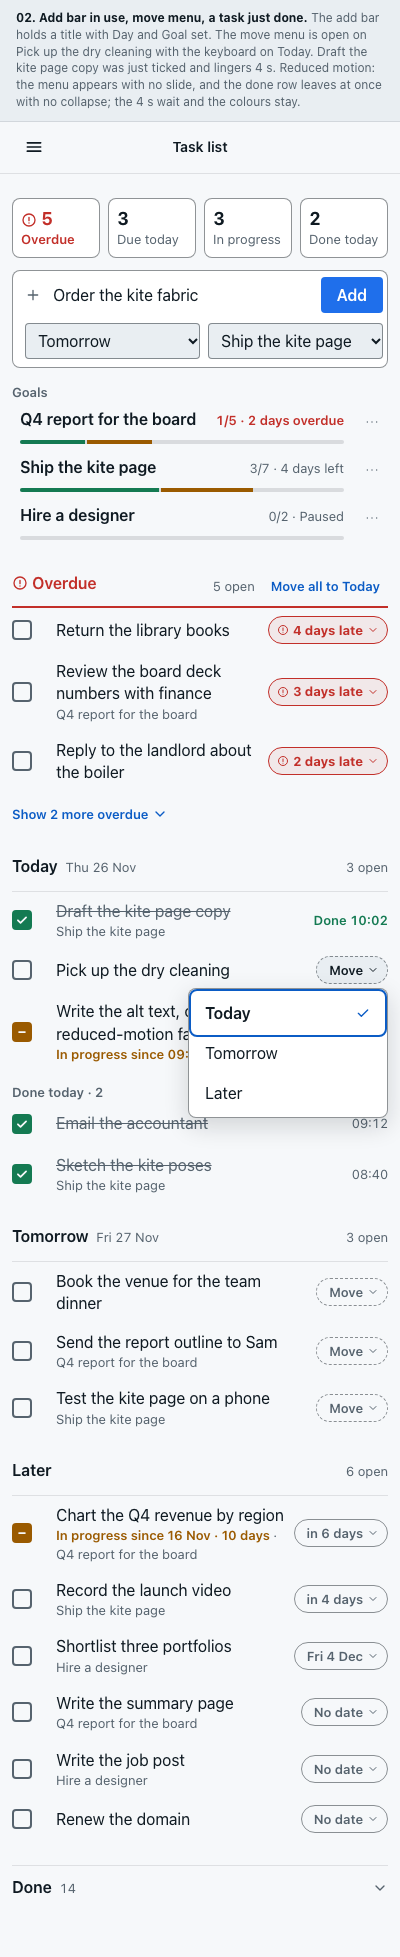 02. Add bar in use, move menu, a task just done. The add bar
holds a title with Day and Goal set. The move menu is open on
Pick up the dry cleaning with the keyboard on Today. Draft the
kite page copy was just ticked and lingers 4 s. Reduced motion:
the menu appears with no slide, and the done row leaves at once
with no collapse; the 4 s wait and the colours stay.
Task list
5 Overdue
3 Due today
3 In progress
2 Done today
Order the kite fabric
Add
Tomorrow
Ship the kite page
Goals
Q4 report for the board 1/5 · 2 days overdue ...
Ship the kite page 3/7 · 4 days left ...
Hire a designer 0/2 · Paused ...
Overdue 5 open Move all to Today
Return the library books 4 days late
Review the board deck
numbers with finance 3 days late
Q4 report for the board
Reply to the landlord about
the boiler 2 days late
Show 2 more overdue
Today Thu 26 Nov 3 open
Draft the kite page copy Done 10:02
Ship the kite page
Pick up the dry cleaning Move
Write the alt text,
reduced-motion
In progress since
Today
Tomorrow
Later
Done today · 2
Email the accountant 09:12
Sketch the kite poses 08:40
Ship the kite page
Tomorrow Fri 27 Nov 3 open
Book the venue for the team
dinner Move
Send the report outline to Sam Move
Q4 report for the board
Test the kite page on a phone Move
Ship the kite page
Later 6 open
Chart the Q4 revenue by region in 6 days
In progress since 16 Nov · 10 days ·
Q4 report for the board
Record the launch video in 4 days
Ship the kite page
Shortlist three portfolios Fri 4 Dec
Hire a designer
Write the summary page No date
Q4 report for the board
Write the job post No date
Hire a designer
Renew the domain No date
Done 14